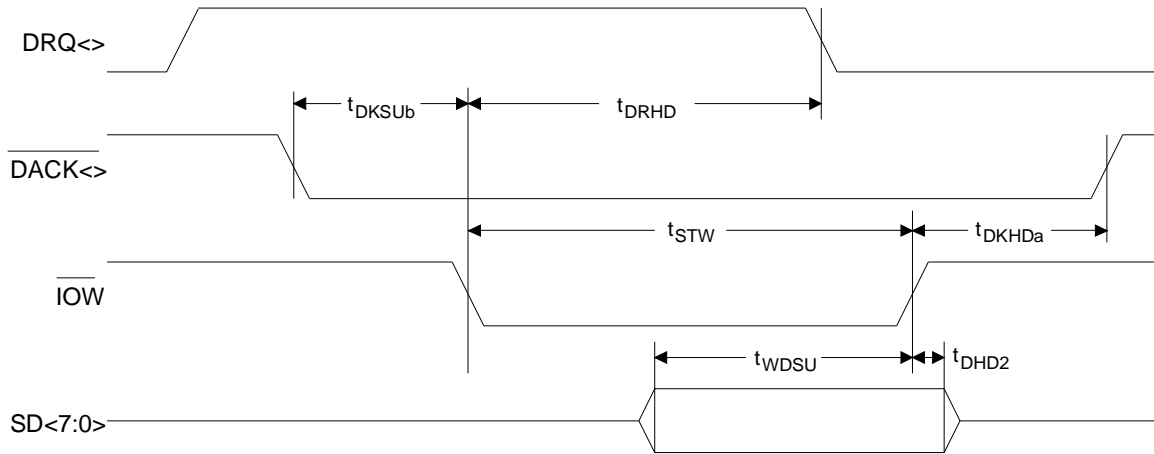 DRQ<>
tDKSUb
tDRHD
DACK<>
tSTW
tDKHDa
IOW
tWDSU
tDHD2
SD<7:0>